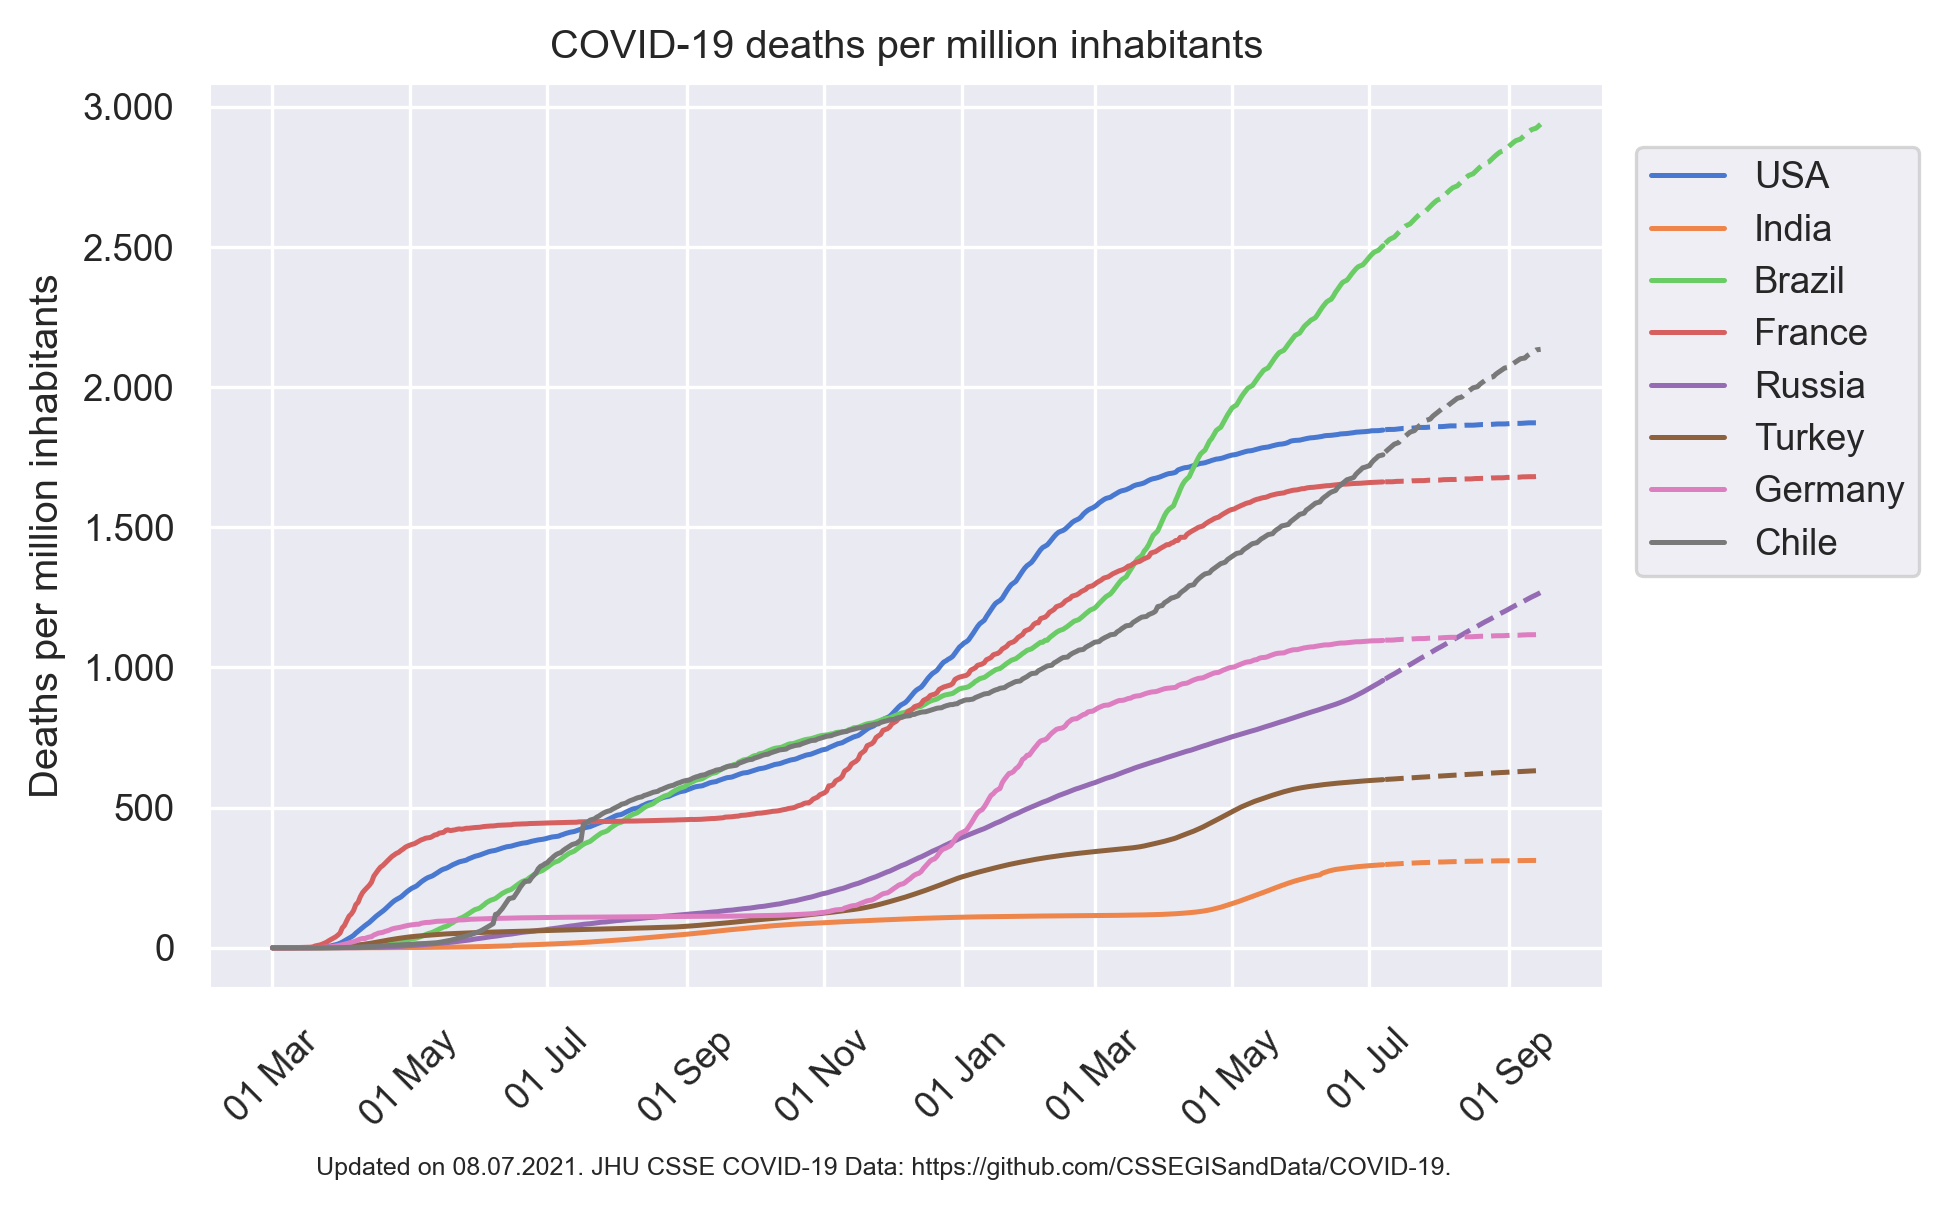 COVID-19 deaths per million inhabitants
Deaths per million inhabitants
3.000
2.500
2.000
1.500
1.000
500
0
01 Mar
01 May
01 Jul
01 Sep
01 Nov
01 Jan
01 Mar
01 May
01 Jul
01 Sep
USA
India
Brazil
France
Russia
Turkey
Germany
Chile
Updated on 08.07.2021. JHU CSSE COVID-19 Data: https://github.com/CSSEGISandData/COVID-19.